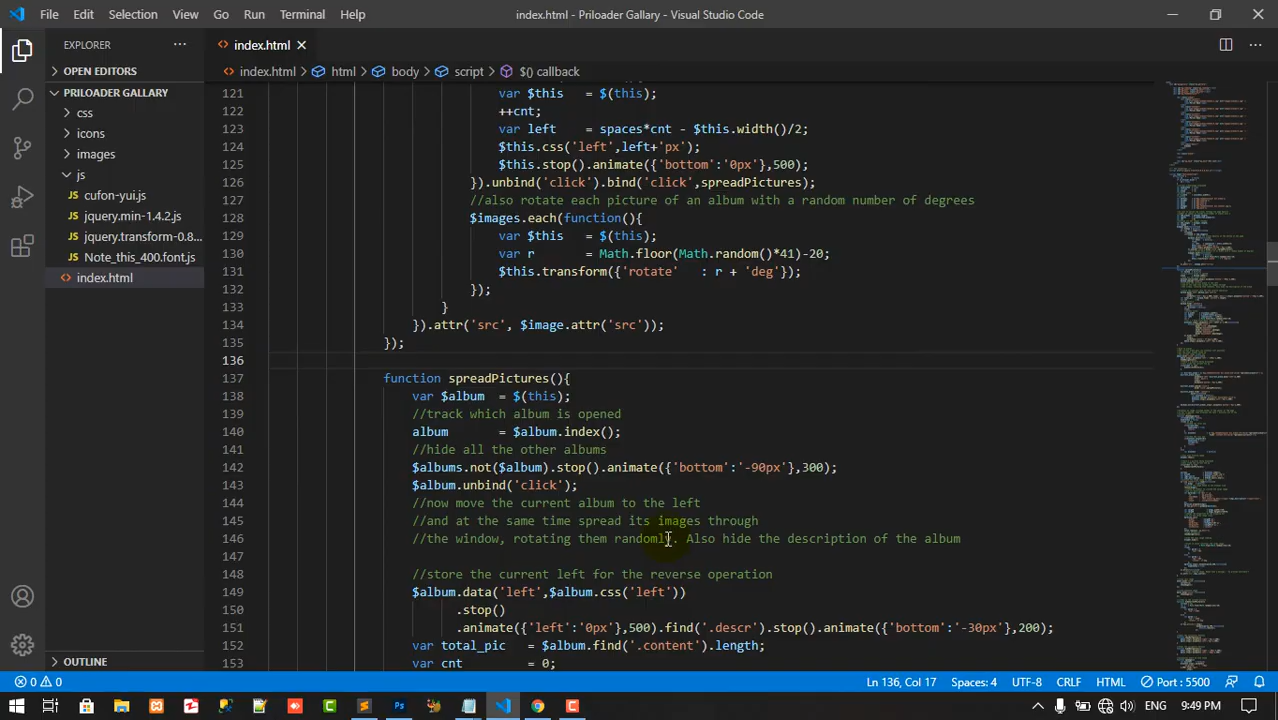 File Edit Selection View Go Run Terminal Help
index.html - Priloader Gallary - Visual Studio Code
EXPLORER
index.html
OPEN EDITORS
index.html > html > body > script > $() callback
PRILOADER GALLARY
css
icons
images
js
cufon-yui.js
jquery.min-1.4.2.js
jquery.transform-0.8...
Note_this_400.font.js
index.html
OUTLINE
121 var $this = $(this);
122 ++cnt;
123 var left = spaces*cnt - $this.width()/2;
124 $this.css('left',left+'px');
125 $this.stop().animate({'bottom':'0px'},500);
126 }).unbind('click').bind('click',spreadPictures);
127 rotate each picture of an album with a random number of degrees
128 $images.each(function(){
129 var $this = $(this);
130 var r = Math.floor(Math.random()*41)-20;
131 $this.transform({'rotate' : r + 'deg'});
132 });
133 }
134 }).attr('src', $image.attr('src'));
135 });
136
137 function spreadPictures(){
138 var $album = $(this);
139 //track which album is opened
140 album = $album.index();
141 //hide all the other albums
142 $albums.not($album).stop().animate({'bottom':'-90px'},300);
143 $album.unbind('click');
144 //now move the current album to the left
145 //and at the same time spread its images through
146 //the window, rotating them randomly. Also hide the description of the album
147
148 //store the current left for the reverse operation
149 $album.data('left',$album.css('left'))
150 .stop()
151 .animate({'left':'0px'},500).find('.descr').stop().animate({'bottom':'-30px'},200);
152 var total_pic = $album.find('.content').length;
153 var cnt = 0;
0 0
Ln 136, Col 17 Spaces: 4 UTF-8 CRLF HTML Port : 5500
9:49 PM